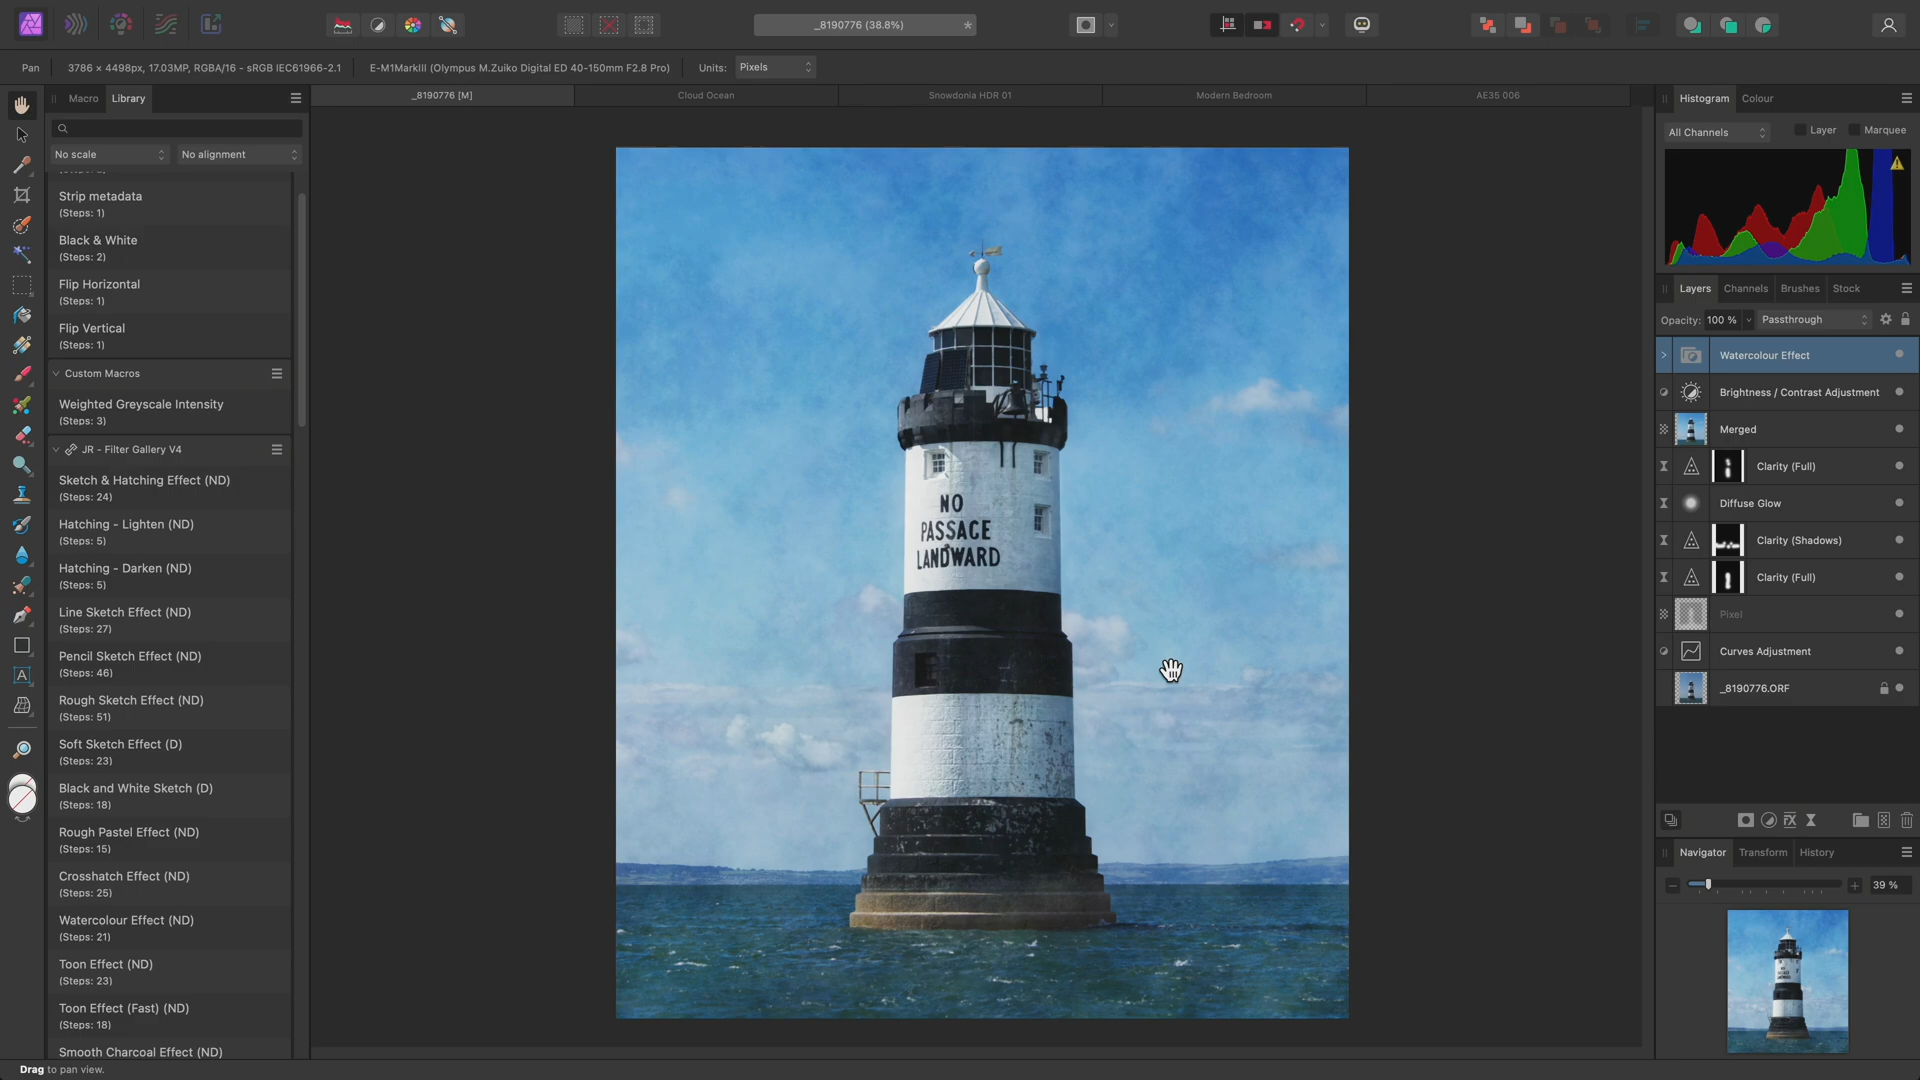 _8190776 (38.8%)
*
Pan
3786 × 4498px, 17.03MP, RGBA/16 - sRGB IEC61966-2.1
E-M1MarkIII (Olympus M.Zuiko Digital ED 40-150mm F2.8 Pro)
Units:
Pixels
Macro
Library
_8190776 [M]
Cloud Ocean
Snowdonia HDR 01
Modern Bedroom
AE35 006
Histogram
Colour
No scale
No alignment
All Channels
Layer
Marquee
Strip metadata
(Steps: 1)
Black & White
(Steps: 2)
Flip Horizontal
(Steps: 1)
Flip Vertical
(Steps: 1)
Custom Macros
Weighted Greyscale Intensity
(Steps: 3)
JR - Filter Gallery V4
Sketch & Hatching Effect (ND)
(Steps: 24)
Hatching - Lighten (ND)
(Steps: 5)
Hatching - Darken (ND)
(Steps: 5)
Line Sketch Effect (ND)
(Steps: 27)
Pencil Sketch Effect (ND)
(Steps: 46)
Rough Sketch Effect (ND)
(Steps: 51)
Soft Sketch Effect (D)
(Steps: 23)
Black and White Sketch (D)
(Steps: 18)
Rough Pastel Effect (ND)
(Steps: 15)
Crosshatch Effect (ND)
(Steps: 25)
Watercolour Effect (ND)
(Steps: 21)
Toon Effect (ND)
(Steps: 23)
Toon Effect (Fast) (ND)
(Steps: 18)
Smooth Charcoal Effect (ND)
NO
PASSAGE
LANDWARD
Layers
Channels
Brushes
Stock
Opacity:
100 %
Passthrough
Watercolour Effect
Brightness / Contrast Adjustment
Merged
Clarity (Full)
Diffuse Glow
Clarity (Shadows)
Clarity (Full)
Pixel
Curves Adjustment
_8190776.ORF
Navigator
Transform
History
39 %
Drag to pan view.